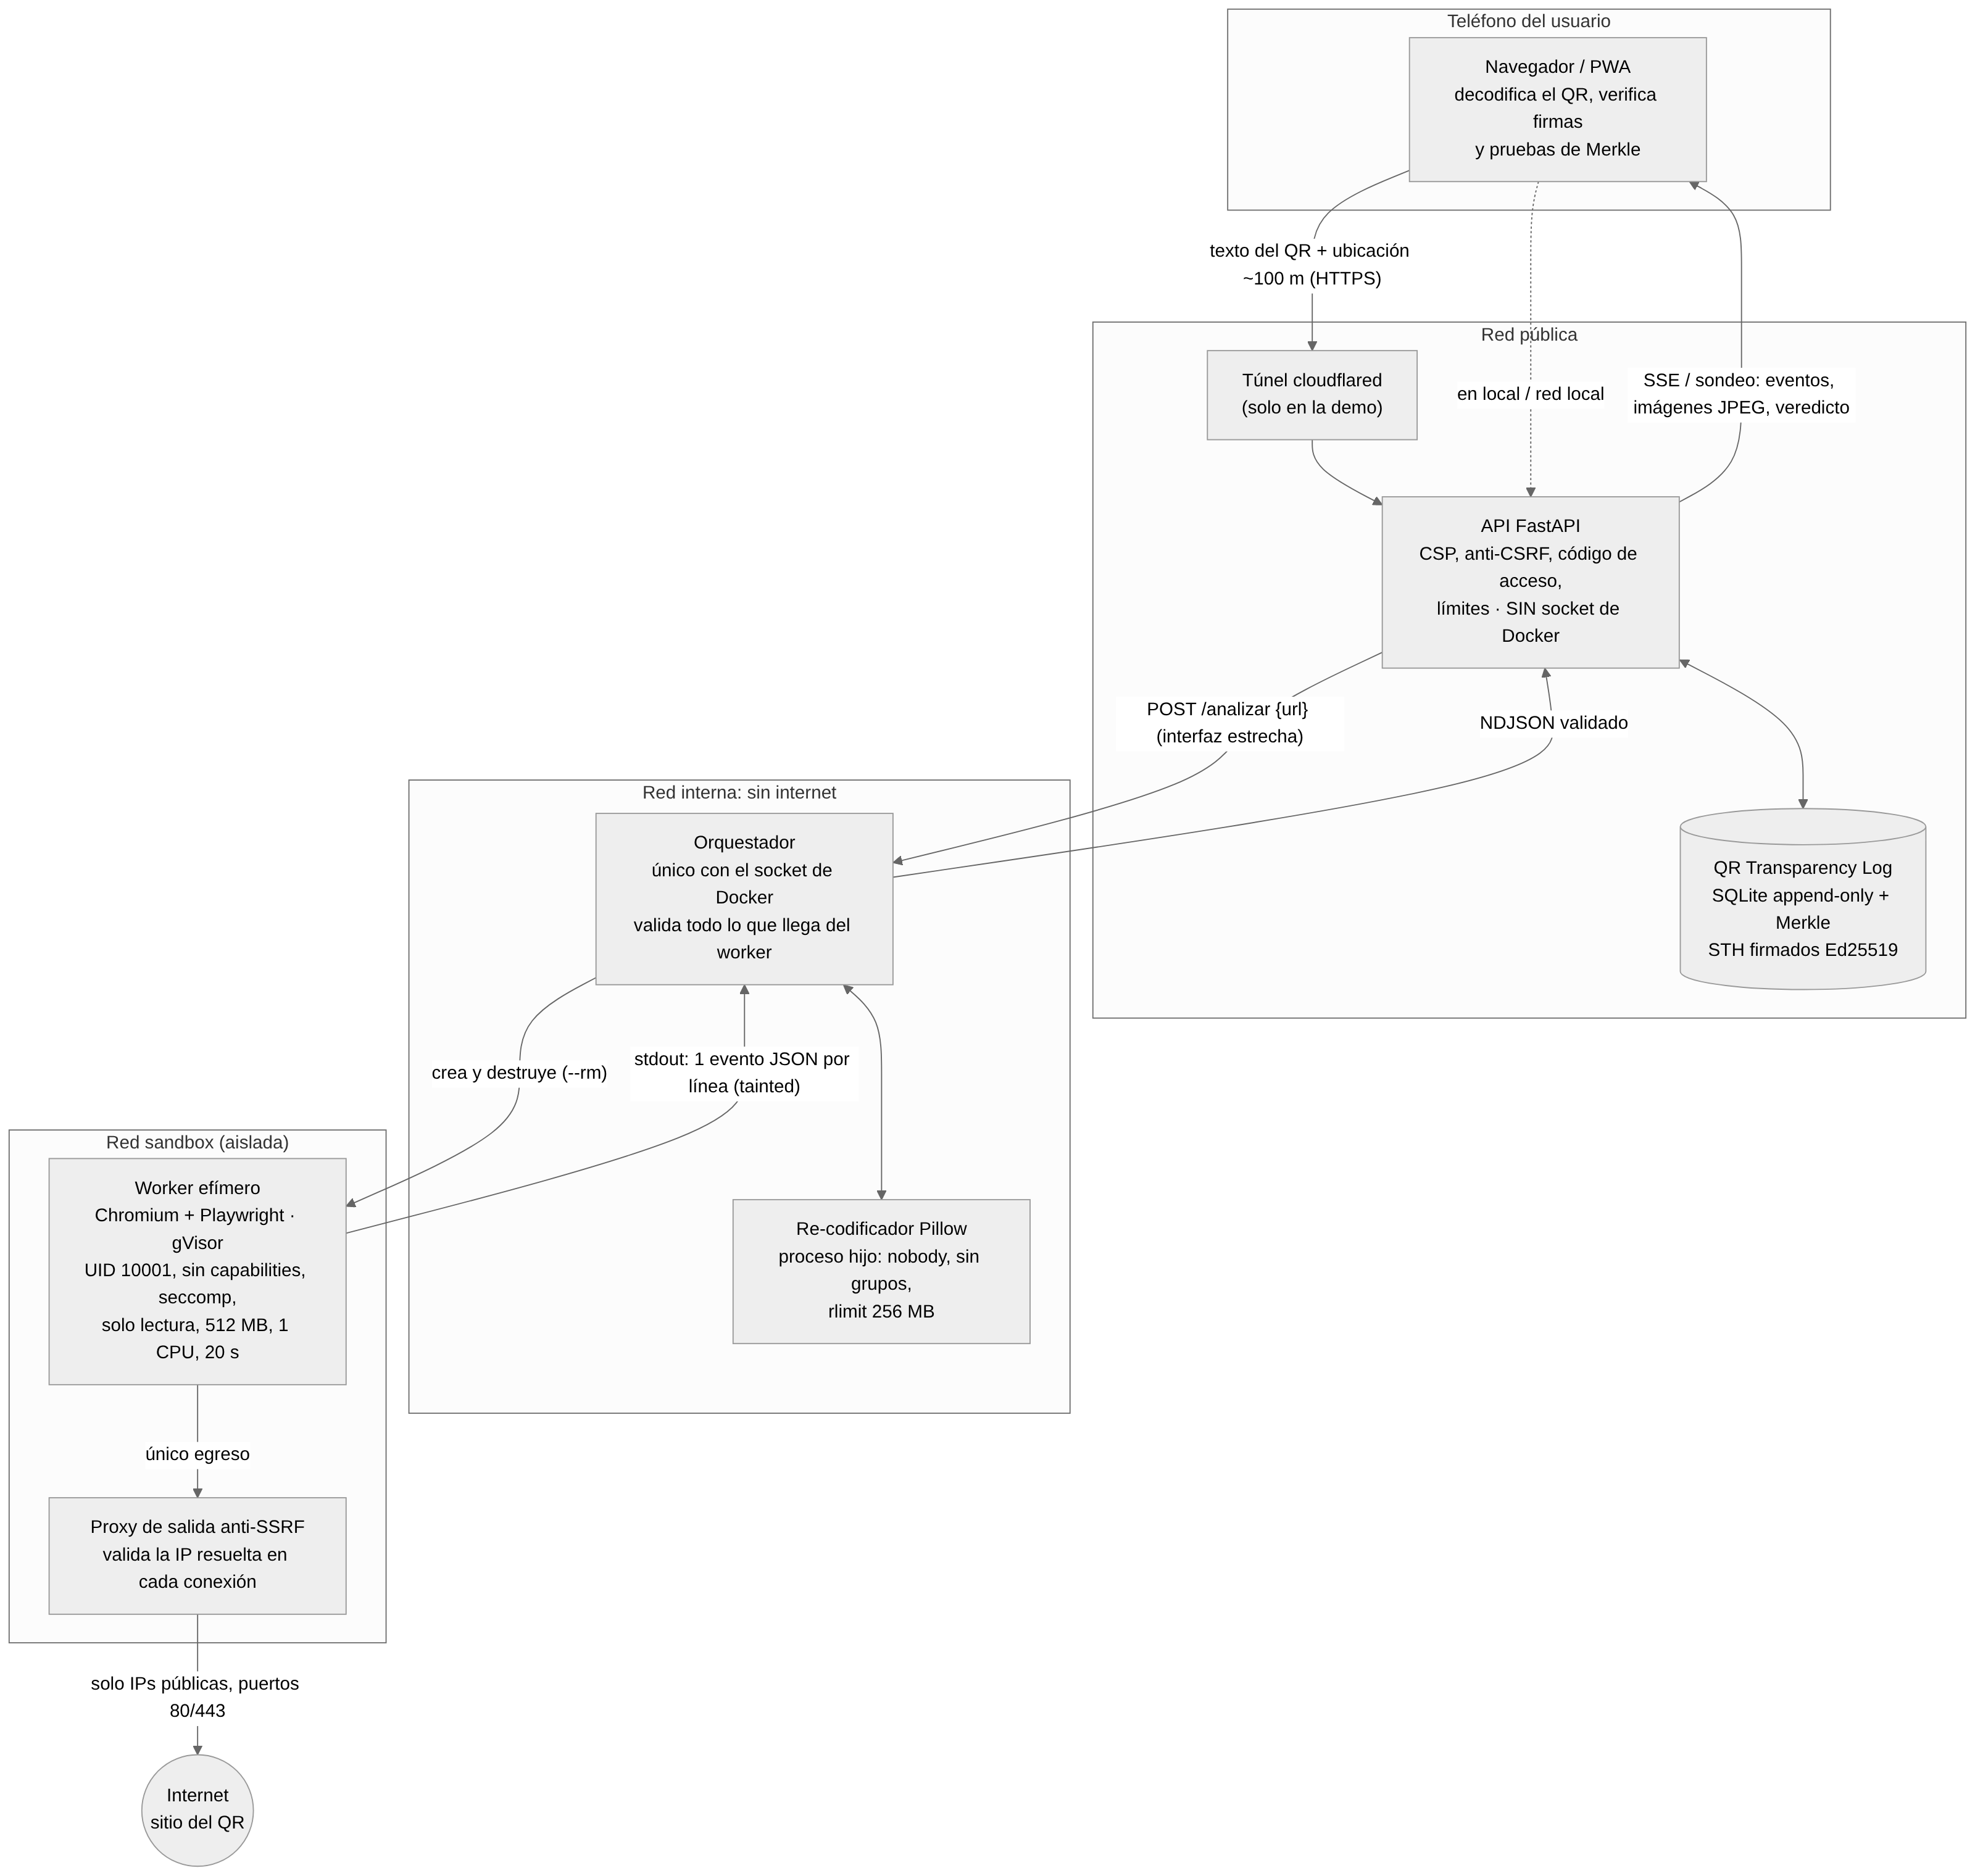 Teléfono del usuario
Navegador / PWA
decodifica el QR, verifica
firmas
y pruebas de Merkle
texto del QR + ubicación
~100 m (HTTPS)
Red pública
Túnel cloudflared
(solo en la demo)
en local / red local
SSE / sondeo: eventos,
imágenes JPEG, veredicto
API FastAPI
CSP, anti-CSRF, código de
acceso,
límites · SIN socket de
Docker
POST /analizar {url}
(interfaz estrecha)
NDJSON validado
QR Transparency Log
SQLite append-only +
Merkle
STH firmados Ed25519
Red interna: sin internet
Orquestador
único con el socket de
Docker
valida todo lo que llega del
worker
crea y destruye (--rm)
stdout: 1 evento JSON por
línea (tainted)
Re-codificador Pillow
proceso hijo: nobody, sin
grupos,
rlimit 256 MB
Red sandbox (aislada)
Worker efímero
Chromium + Playwright ·
gVisor
UID 10001, sin capabilities,
seccomp,
solo lectura, 512 MB, 1
CPU, 20 s
único egreso
Proxy de salida anti-SSRF
valida la IP resuelta en
cada conexión
solo IPs públicas, puertos
80/443
Internet
sitio del QR